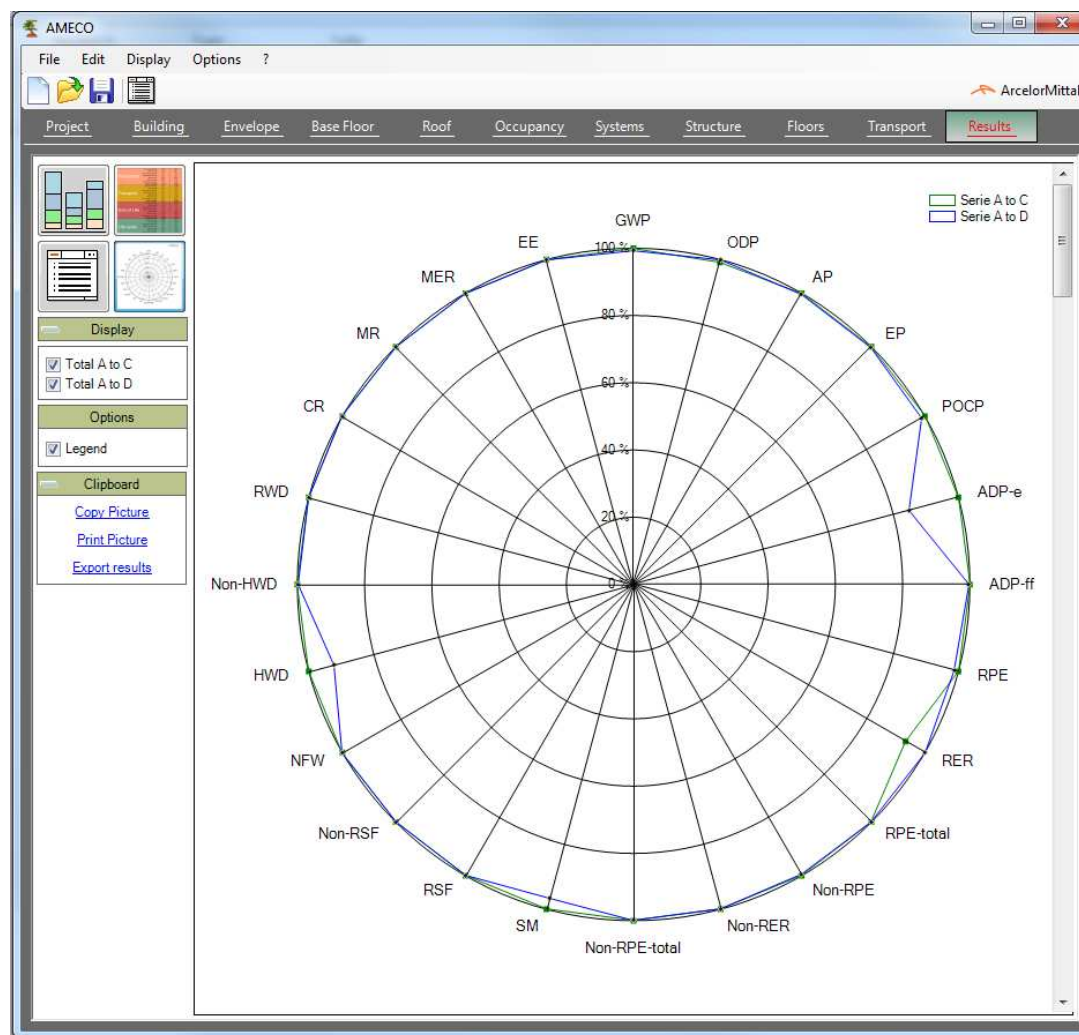 AMECO
File Edit Display Options ?
ArcelorMittal
Project Building Envelope Base Floor Roof Occupancy Systems Structure Floors Transport Results
Display
Total A to C
Total A to D
Options
Legend
Clipboard
Copy Picture
Print Picture
Export results
Serie A to C
Serie A to D
GWP
ODP
AP
EP
POCP
ADP-e
ADP-ff
RPE
RER
RPE-total
Non-RPE
Non-RER
Non-RPE-total
SM
RSF
Non-RSF
NFW
HWD
Non-HWD
RWD
CR
MR
MER
EE
100 %
80 %
60 %
40 %
20 %